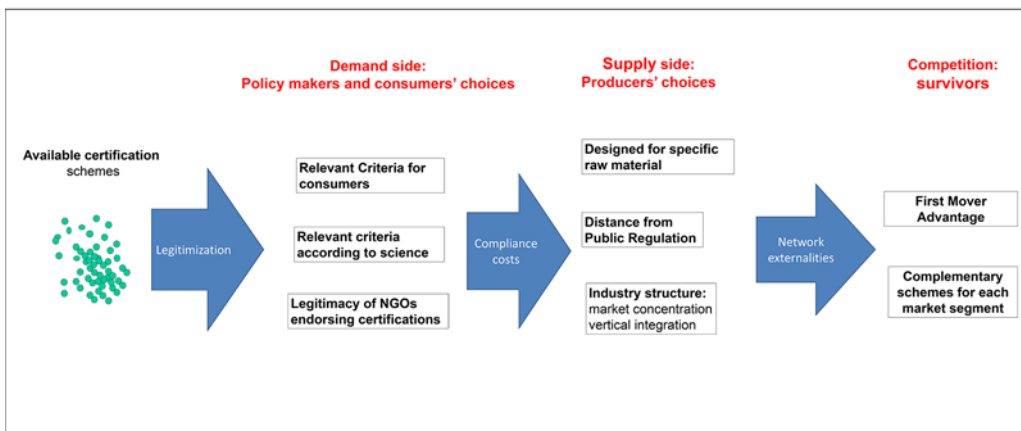 Demand side:
Policy makers and consumers' choices
Supply side:
Producers' choices
Competition:
survivors
Available certification
schemes
Legitimization
Relevant Criteria for
consumers
Relevant criteria
according to science
Legitimacy of NGOs
endorsing certifications
Compliance
costs
Designed for specific
raw material
Distance from
Public Regulation
Industry structure:
market concentration
vertical integration
Network
externalities
First Mover
Advantage
Complementary
schemes for each
market segment